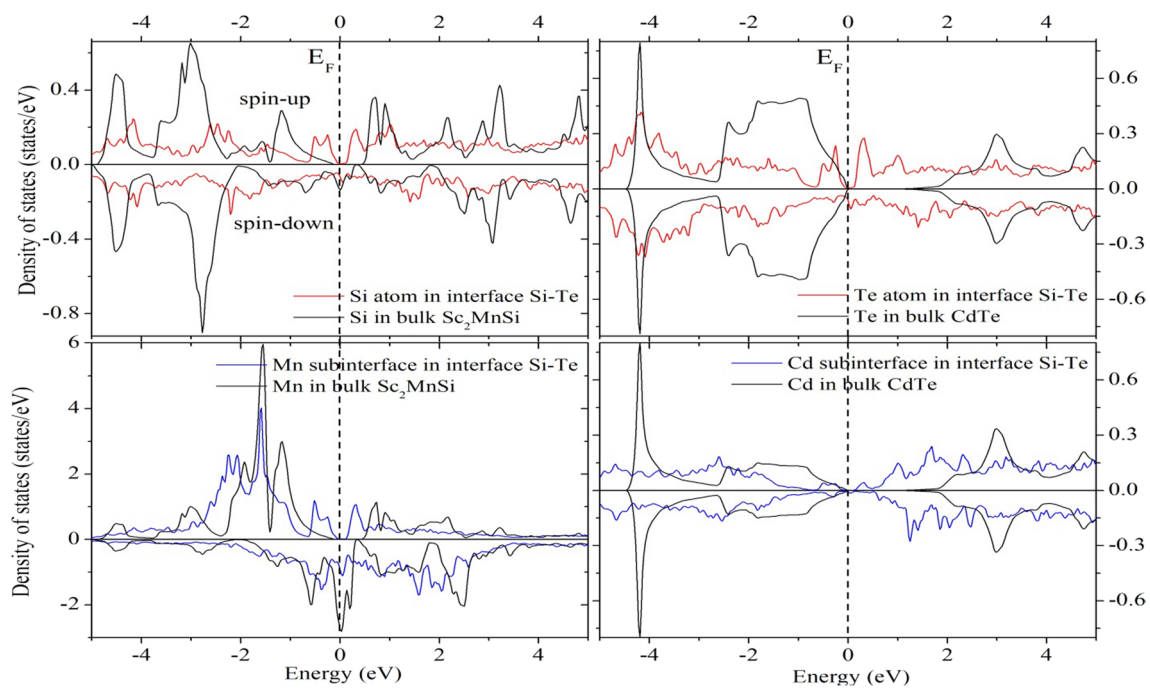 -4 -2 0 2 4 -4 -2 0 2 4
E_F E_F
spin-up
spin-down
0.4
0.0
-0.4
-0.8
0.6
0.3
0.0
-0.3
-0.6
Density of states (states/eV)
Si atom in interface Si-Te
Si in bulk Sc₂MnSi
Te atom in interface Si-Te
Te in bulk CdTe
6
4
2
0
-2
0.6
0.3
0.0
-0.3
-0.6
Density of states (states/eV)
Mn subinterface in interface Si-Te
Mn in bulk Sc₂MnSi
Cd subinterface in interface Si-Te
Cd in bulk CdTe
-4 -2 0 2 4 -4 -2 0 2 4
Energy (eV) Energy (eV)